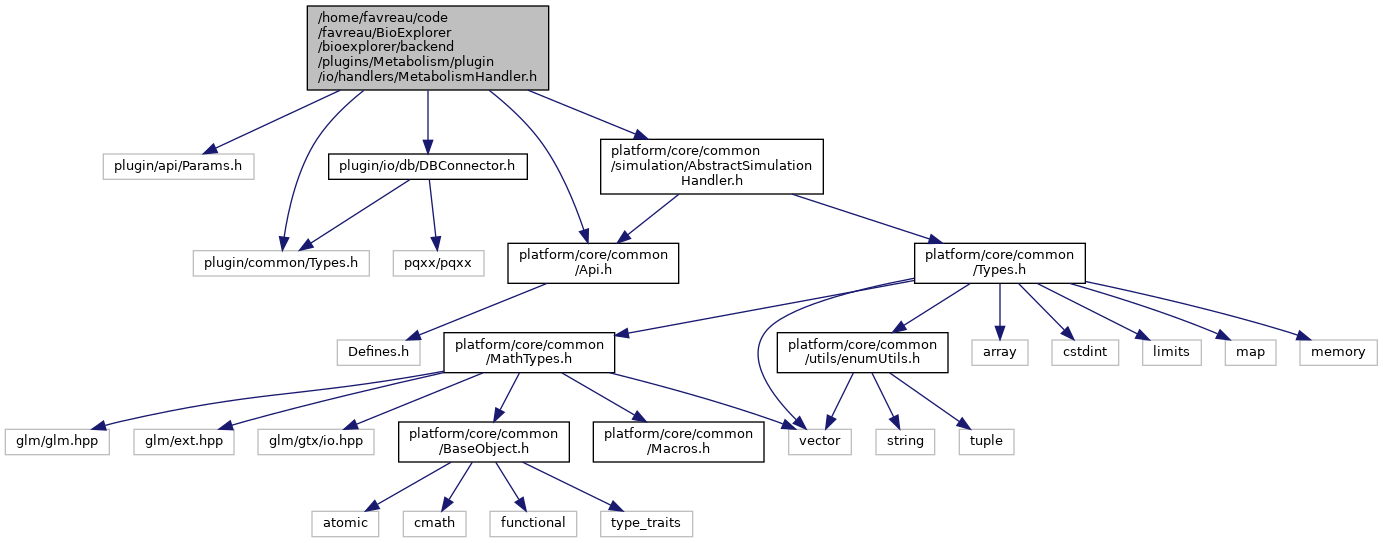 /home/favreau/code
/favreau/BioExplorer
/bioexplorer/backend
/plugins/Metabolism/plugin
/io/handlers/MetabolismHandler.h
plugin/api/Params.h
plugin/io/db/DBConnector.h
platform/core/common
/simulation/AbstractSimulation
Handler.h
plugin/common/Types.h
pqxx/pqxx
platform/core/common
/Api.h
platform/core/common
/Types.h
Defines.h
platform/core/common
/MathTypes.h
platform/core/common
/utils/enumUtils.h
array
cstdint
limits
map
memory
glm/glm.hpp
glm/ext.hpp
glm/gtx/io.hpp
platform/core/common
/BaseObject.h
platform/core/common
/Macros.h
vector
string
tuple
atomic
cmath
functional
type_traits